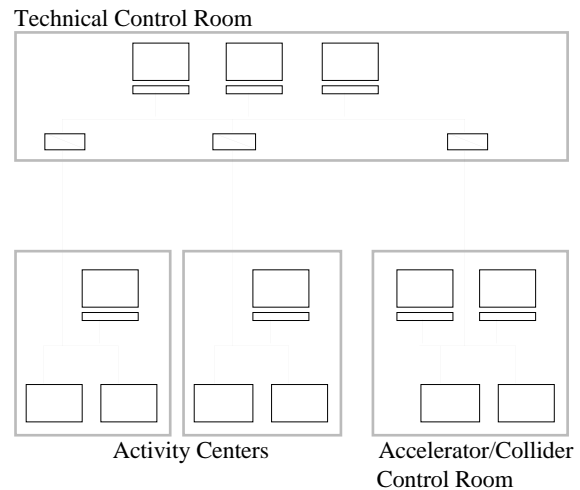 Technical Control Room
Activity Centers
Accelerator/Collider
Control Room